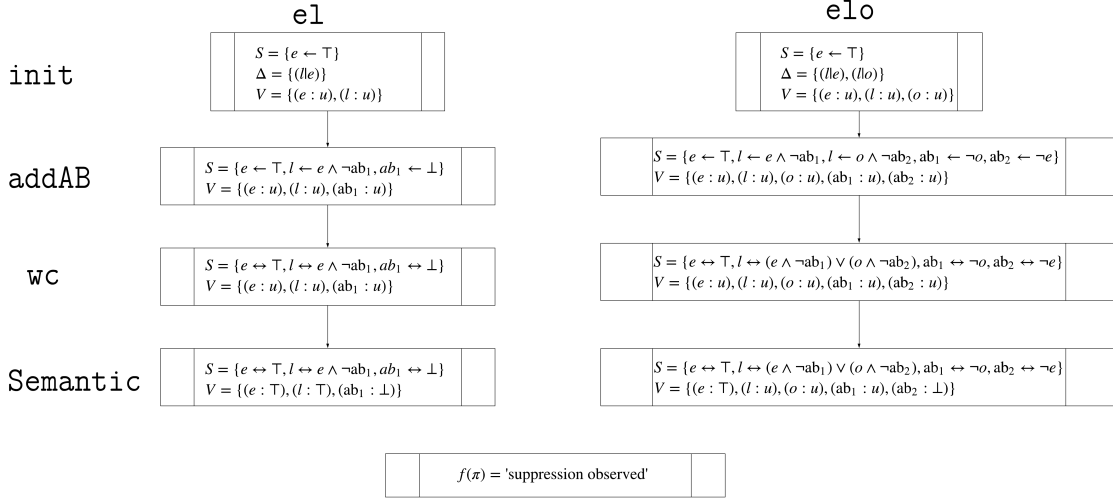 el
elo
init
S = {e ← ⊤}
Δ = {(l|e)}
V = {(e : u), (l : u)}
S = {e ← ⊤}
Δ = {(l|e), (l|o)}
V = {(e : u), (l : u), (o : u)}
addAB
S = {e ← ⊤, l ← e ∧ ¬ab₁, ab₁ ← ⊥}
V = {(e : u), (l : u), (ab₁ : u)}
S = {e ← ⊤, l ← e ∧ ¬ab₁, l ← o ∧ ¬ab₂, ab₁ ← ¬o, ab₂ ← ¬e}
V = {(e : u), (l : u), (o : u), (ab₁ : u), (ab₂ : u)}
wc
S = {e ↔ ⊤, l ↔ e ∧ ¬ab₁, ab₁ ↔ ⊥}
V = {(e : u), (l : u), (ab₁ : u)}
S = {e ↔ ⊤, l ↔ (e ∧ ¬ab₁) ∨ (o ∧ ¬ab₂), ab₁ ↔ ¬o, ab₂ ↔ ¬e}
V = {(e : u), (l : u), (o : u), (ab₁ : u), (ab₂ : u)}
Semantic
S = {e ↔ ⊤, l ↔ e ∧ ¬ab₁, ab₁ ↔ ⊥}
V = {(e : ⊤), (l : ⊤), (ab₁ : ⊥)}
S = {e ↔ ⊤, l ↔ (e ∧ ¬ab₁) ∨ (o ∧ ¬ab₂), ab₁ ↔ ¬o, ab₂ ↔ ¬e}
V = {(e : ⊤), (l : u), (o : u), (ab₁ : u), (ab₂ : ⊥)}
f(π) = 'suppression observed'